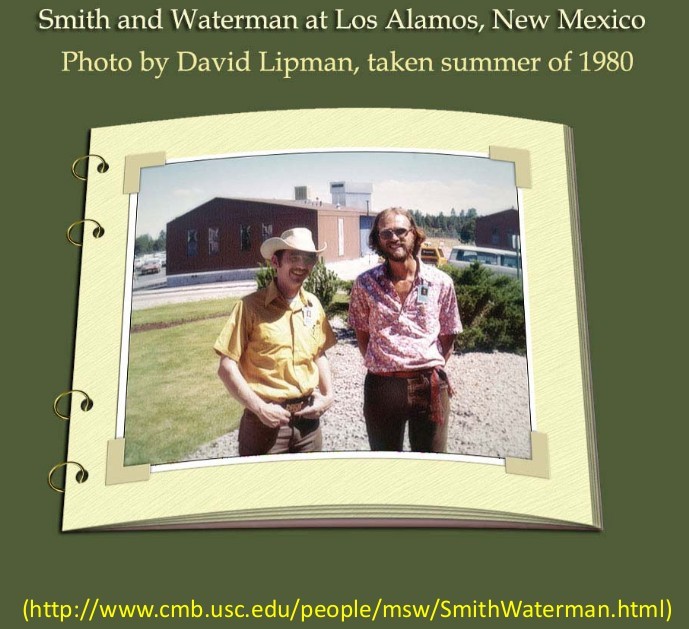 Smith and Waterman at Los Alamos, New Mexico
Photo by David Lipman, taken summer of 1980
(http://www.cmb.usc.edu/people/msw/SmithWaterman.html)